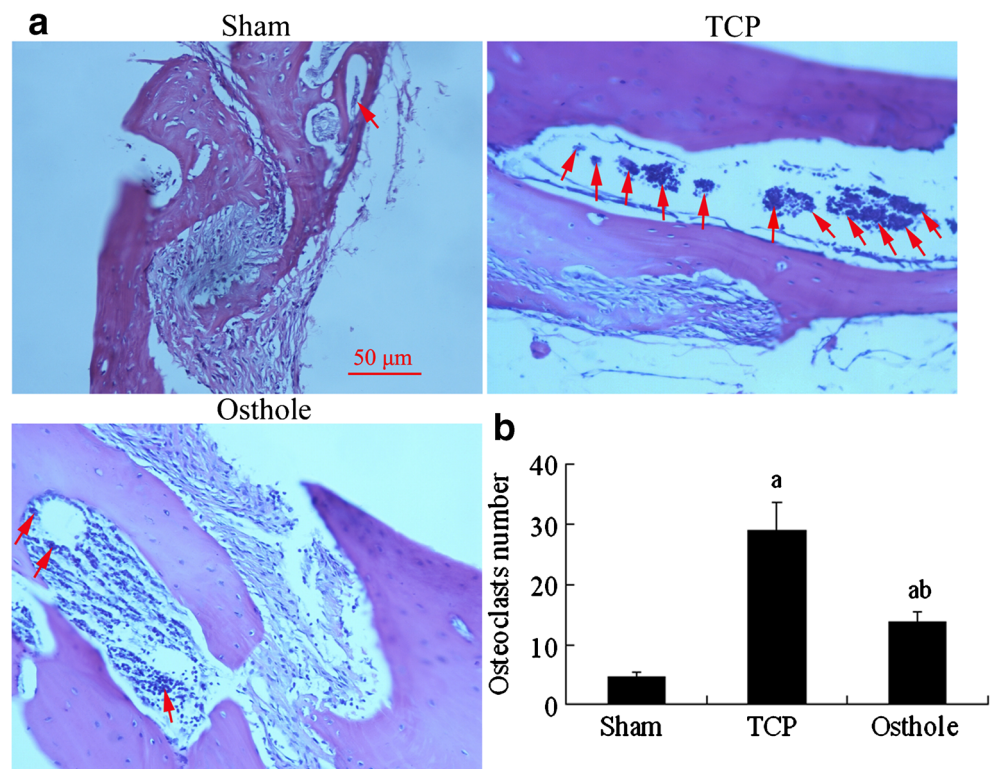 a
Sham
TCP
50 μm
Osthole
b
Osteoclasts number
40
30
20
10
0
a
ab
Sham
TCP
Osthole